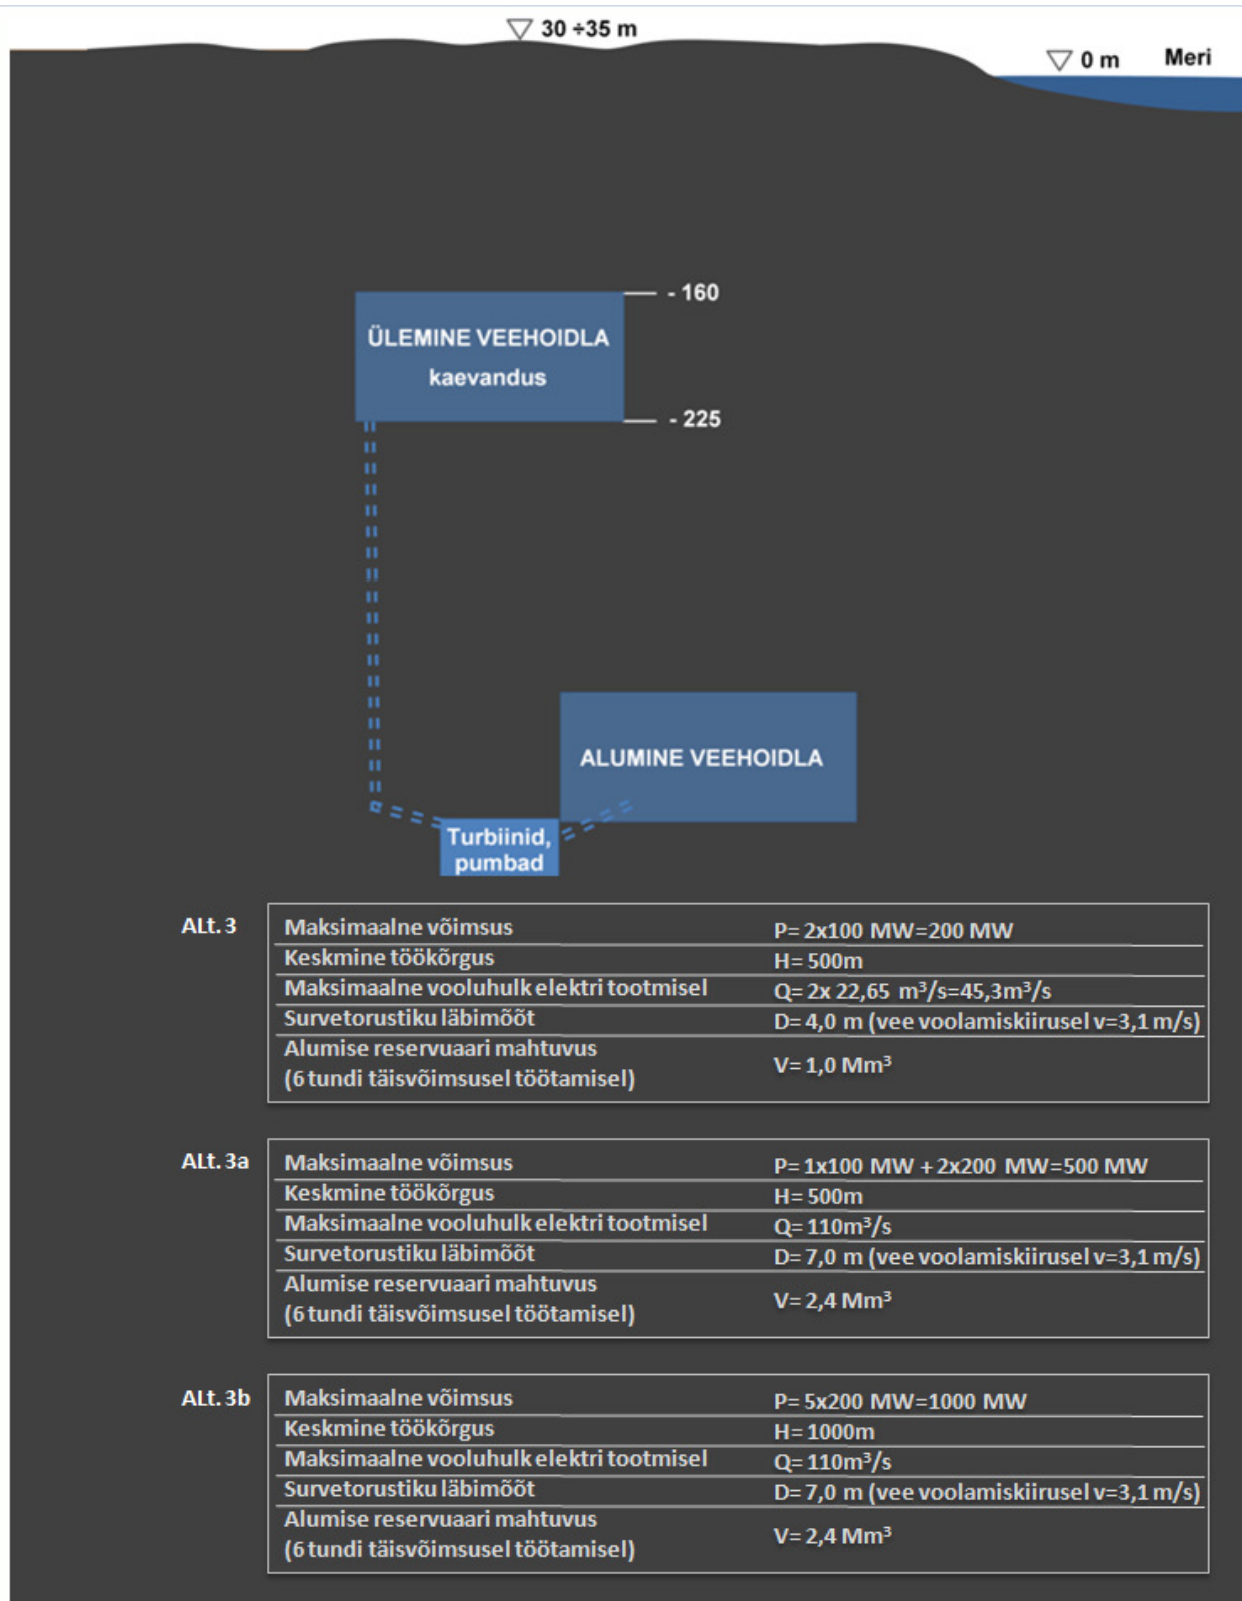 ▽ 30 ÷35 m
▽ 0 m Meri
- 160
ÜLEMINE VEEHOIDLA
kaevandus
- 225
ALUMINE VEEHOIDLA
Turbiinid,
pumbad
ALt. 3
Maksimaalne võimsus P= 2x100 MW=200 MW
Keskmine töökõrgus H= 500m
Maksimaalne vooluhulk elektri tootmisel Q= 2x 22,65 m³/s=45,3m³/s
Survetorustiku läbimõõt D= 4,0 m (vee voolamiskiirusel v=3,1 m/s)
Alumise reservuaari mahtuvus
(6 tundi täisvõimsusel töötamisel) V= 1,0 Mm³
ALt. 3a
Maksimaalne võimsus P= 1x100 MW + 2x200 MW=500 MW
Keskmine töökõrgus H= 500m
Maksimaalne vooluhulk elektri tootmisel Q= 110m³/s
Survetorustiku läbimõõt D= 7,0 m (vee voolamiskiirusel v=3,1 m/s)
Alumise reservuaari mahtuvus
(6 tundi täisvõimsusel töötamisel) V= 2,4 Mm³
ALt. 3b
Maksimaalne võimsus P= 5x200 MW=1000 MW
Keskmine töökõrgus H= 1000m
Maksimaalne vooluhulk elektri tootmisel Q= 110m³/s
Survetorustiku läbimõõt D= 7,0 m (vee voolamiskiirusel v=3,1 m/s)
Alumise reservuaari mahtuvus
(6 tundi täisvõimsusel töötamisel) V= 2,4 Mm³